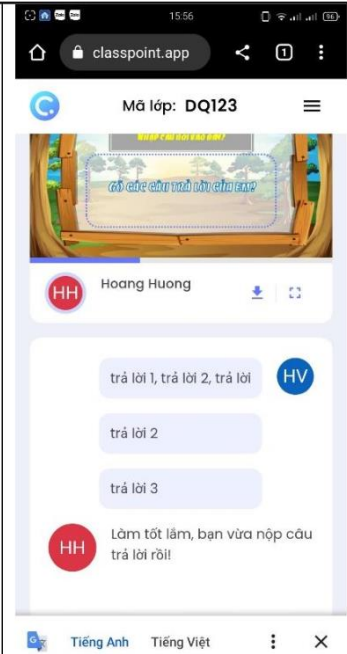 15:56
classpoint.app
1
Mã lớp: DQ123
GÕ CÁC CÂU TRẢ LỜI CỦA EM!
HH
Hoang Huong
trả lời 1, trả lời 2, trả lời
HV
trả lời 2
trả lời 3
HH
Làm tốt lắm, bạn vừa nộp câu
trả lời rồi!
Tiếng Anh
Tiếng Việt